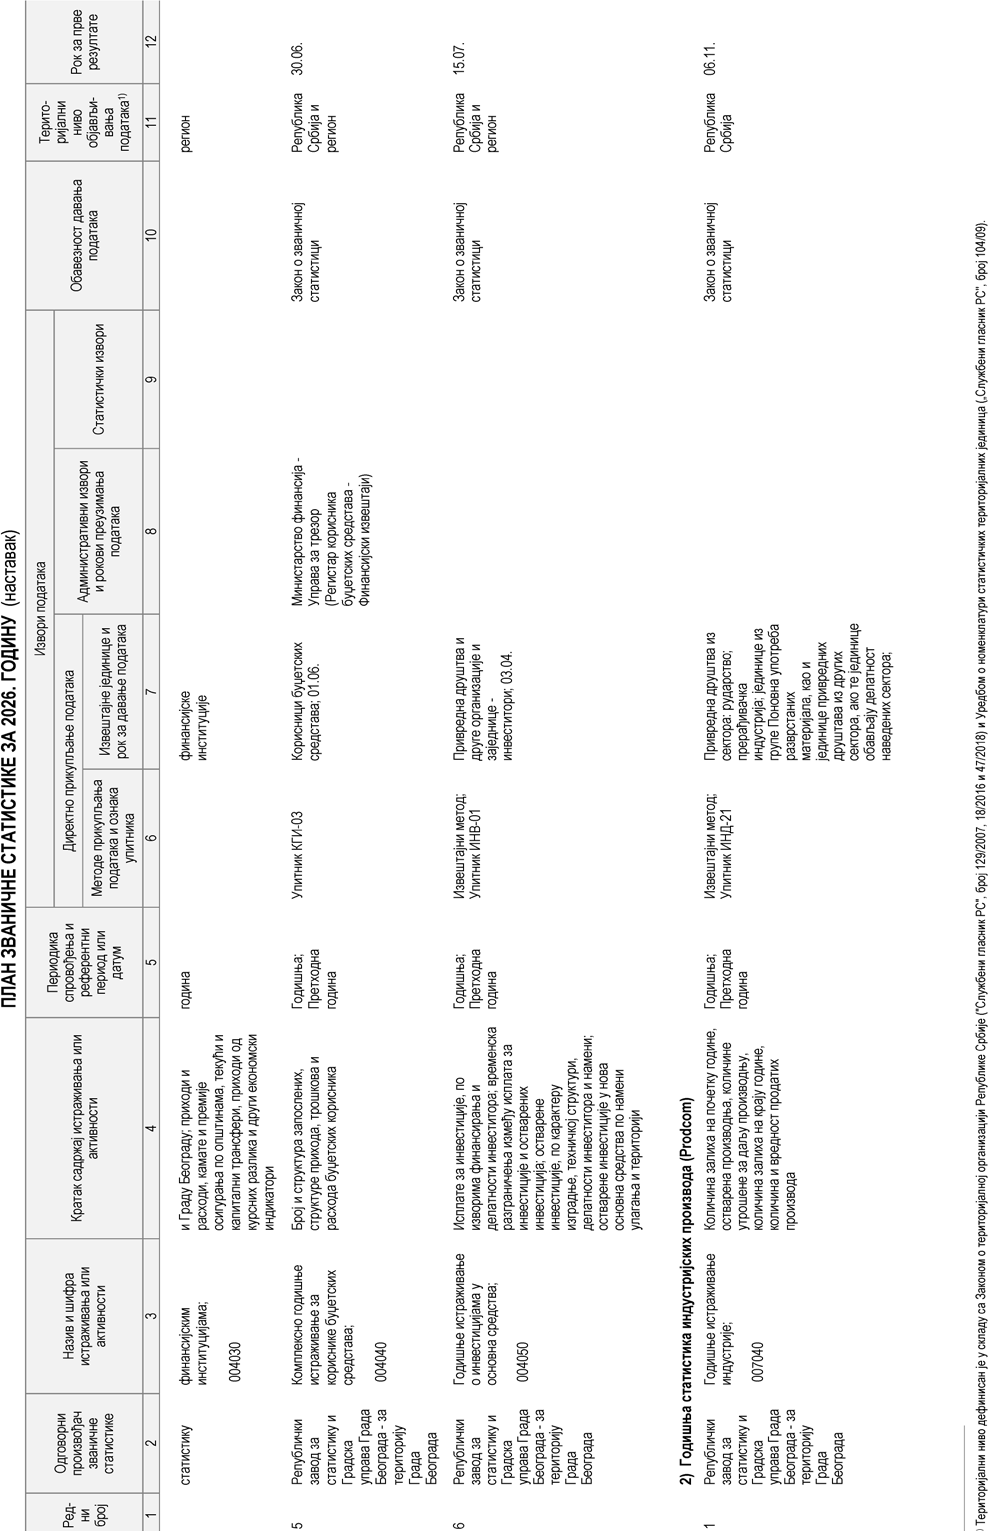 ПЛАН ЗВАНИЧНЕ СТАТИСТИКЕ ЗА 2026. ГОДИНУ (наставак)
Ред-
ни
број
Одговорни
произвођач
званичне
статистике
Назив и шифра
истраживања или
активности
Кратак садржај истраживања или
активности
Периодика
спровођења и
референтни
период или
датум
Извори података
Директно прикупљање података
Методе прикупљања
података и ознака
упитника
Извештајне јединице и
рок за давање података
Административни извори
и рокови преузимања
података
Статистички извори
Обавезност давања
података
Терито-
ријални
ниво
објављи-
вања
података1)
Рок за прве
резултате
1 2 3 4 5 6 7 8 9 10 11 12
статистику
финансијским
институцијама;
004030
и Граду Београду; приходи и
расходи, камате и премије
осигурања по општинама, текући и
капитални трансфери, приходи од
курсних разлика и други економски
индикатори
година
финансијске
институције
регион
5
Републички
завод за
статистику и
Градска
управа Града
Београда - за
територију
Града
Београда
Комплексно годишње
истраживање за
кориснике буџетских
средстава;
004040
Број и структура запослених,
структуре прихода, трошкова и
расхода буџетских корисника
Годишња;
Претходна
година
Упитник КГИ-03
Корисници буџетских
средстава; 01.06.
Министарство финансија -
Управа за трезор
(Регистар корисника
буџетских средстава -
Финансијски извештаји)
Закон о званичној
статистици
Република
Србија и
регион
30.06.
6
Републички
завод за
статистику и
Градска
управа Града
Београда - за
територију
Града
Београда
Годишње истраживање
о инвестицијама у
основна средства;
004050
Исплате за инвестиције, по
изворима финансирања и
делатности инвеститора; временска
разграничења између исплата за
инвестиције и остварених
инвестиција; остварене
инвестиције, по карактеру
изградње, техничкој структури,
делатности инвеститора и намени;
остварене инвестиције у нова
основна средства по намени
улагања и територији
Годишња;
Претходна
година
Извештајни метод;
Упитник ИНВ-01
Привредна друштва и
друге организације и
заједнице -
инвеститори; 03.04.
Закон о званичној
статистици
Република
Србија и
регион
15.07.
2) Годишња статистика индустријских производа (Prodcom)
1
Републички
завод за
статистику и
Градска
управа Града
Београда - за
територију
Града
Београда
Годишње истраживање
индустрије;
007040
Количина залиха на почетку године,
остварена производња, количине
утрошене за даљу производњу,
количина залиха на крају године,
количина и вредност продатих
производа
Годишња;
Претходна
година
Извештајни метод;
Упитник ИНД-21
Привредна друштва из
сектора: рударство;
прерађивачка
индустрија; јединице из
групе Поновна употреба
разврстаних
материјала, као и
јединице привредних
друштава из других
сектора, ако те јединице
обављају делатност
наведених сектора;
Закон о званичној
статистици
Република
Србија
06.11.
) Територијални ниво дефинисан је у складу са Законом о територијалној организацији Републике Србије ("Службени гласник РС", број 129/2007, 18/2016 и 47/2018) и Уредбом о номенклатури статистичких територијалних јединица („Службени гласник РС", број 104/09).